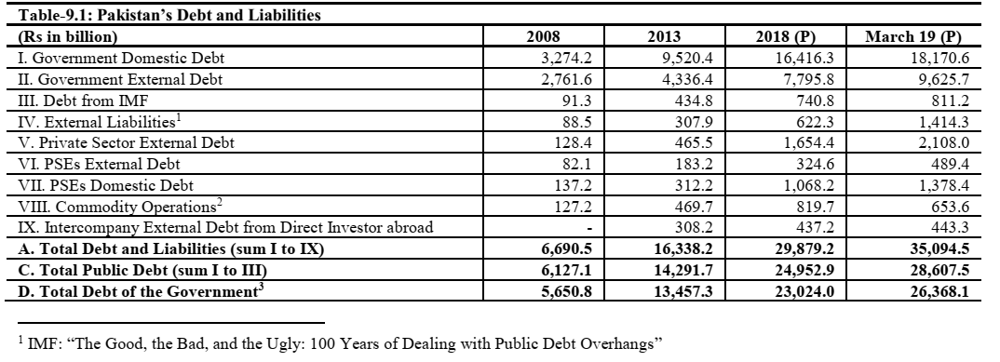 Table-9.1: Pakistan’s Debt and Liabilities
(Rs in billion) 2008 2013 2018 (P) March 19 (P)
I. Government Domestic Debt 3,274.2 9,520.4 16,416.3 18,170.6
II. Government External Debt 2,761.6 4,336.4 7,795.8 9,625.7
III. Debt from IMF 91.3 434.8 740.8 811.2
IV. External Liabilities¹ 88.5 307.9 622.3 1,414.3
V. Private Sector External Debt 128.4 465.5 1,654.4 2,108.0
VI. PSEs External Debt 82.1 183.2 324.6 489.4
VII. PSEs Domestic Debt 137.2 312.2 1,068.2 1,378.4
VIII. Commodity Operations² 127.2 469.7 819.7 653.6
IX. Intercompany External Debt from Direct Investor abroad - 308.2 437.2 443.3
A. Total Debt and Liabilities (sum I to IX) 6,690.5 16,338.2 29,879.2 35,094.5
C. Total Public Debt (sum I to III) 6,127.1 14,291.7 24,952.9 28,607.5
D. Total Debt of the Government³ 5,650.8 13,457.3 23,024.0 26,368.1
¹ IMF: “The Good, the Bad, and the Ugly: 100 Years of Dealing with Public Debt Overhangs”